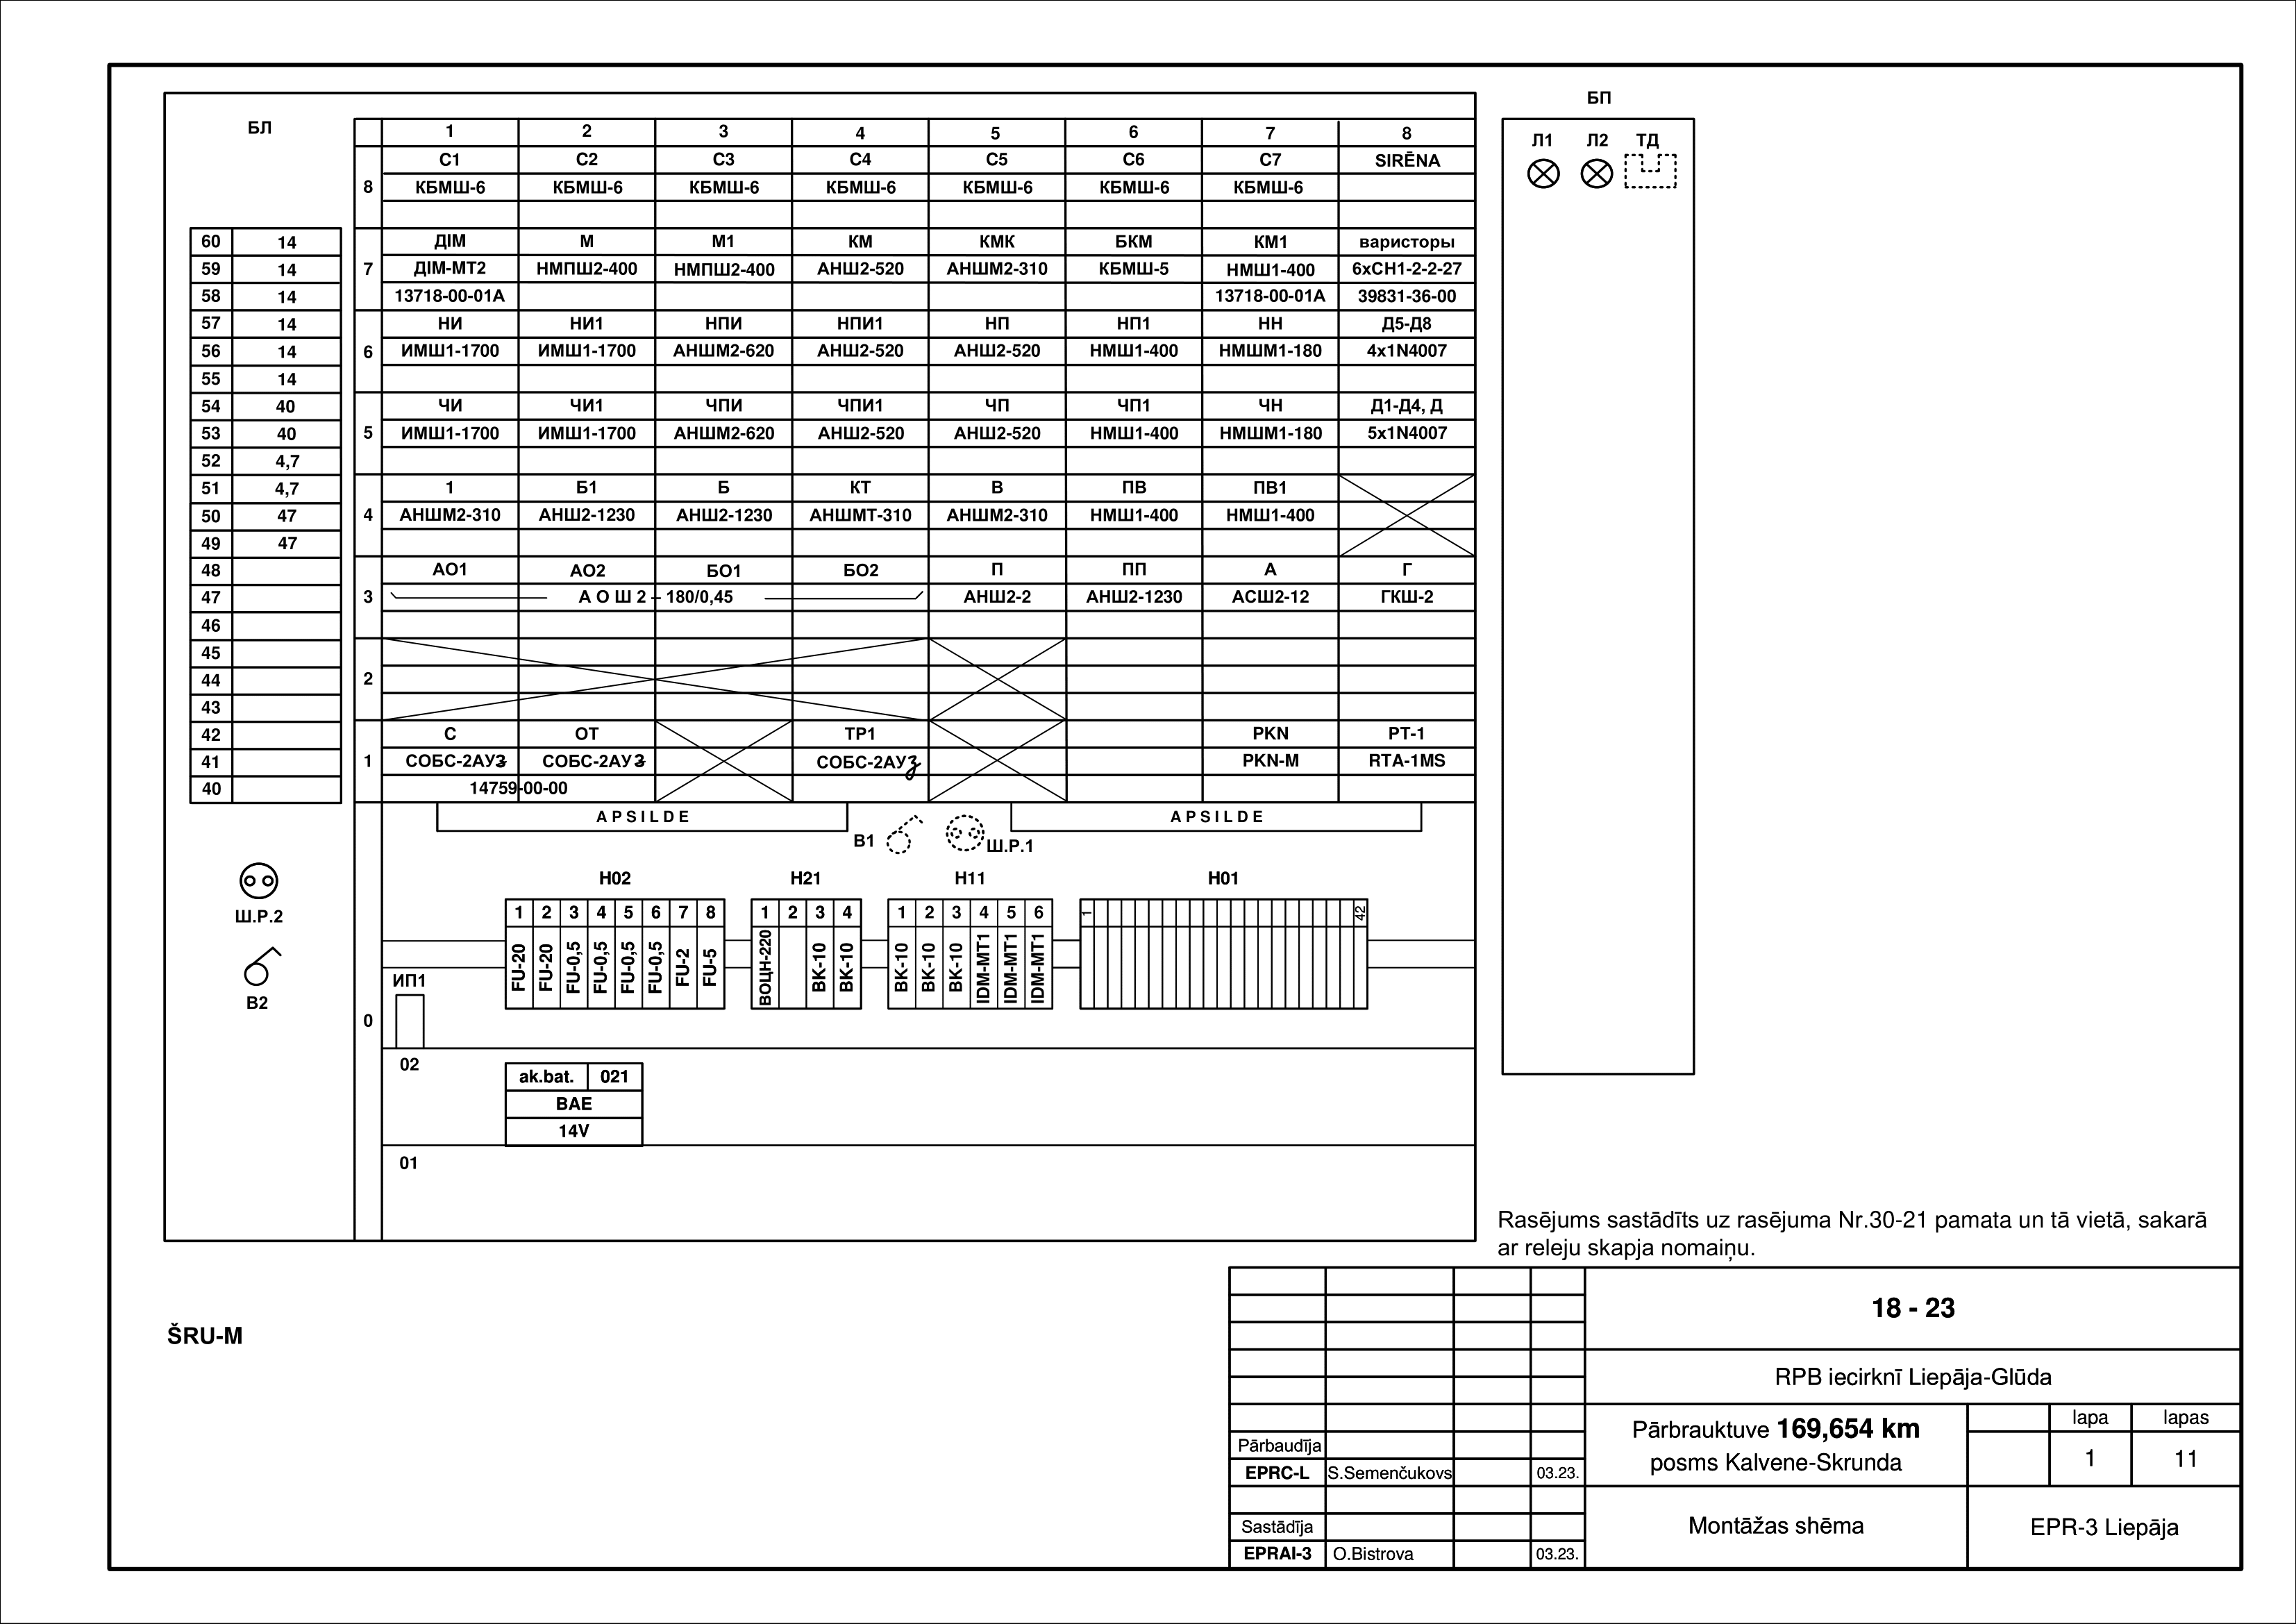 БЛ
БП
1 2 3 4 5 6 7 8
С1 С2 С3 С4 С5 С6 С7 SIRĒNA
8 КБМШ-6 КБМШ-6 КБМШ-6 КБМШ-6 КБМШ-6 КБМШ-6 КБМШ-6
Л1 Л2 ТД
60 14 ДІМ М М1 КМ КМК БКМ КМ1 варисторы
59 14 7 ДІМ-МТ2 НМПШ2-400 НМПШ2-400 АНШ2-520 АНШМ2-310 КБМШ-5 НМШ1-400 6хСН1-2-2-27
58 14 13718-00-01А 13718-00-01А 39831-36-00
57 14 НИ НИ1 НПИ НПИ1 НП НП1 НН Д5-Д8
56 14 6 ИМШ1-1700 ИМШ1-1700 АНШМ2-620 АНШ2-520 АНШ2-520 НМШ1-400 НМШМ1-180 4x1N4007
55 14
54 40 ЧИ ЧИ1 ЧПИ ЧПИ1 ЧП ЧП1 ЧН Д1-Д4, Д
53 40 5 ИМШ1-1700 ИМШ1-1700 АНШМ2-620 АНШ2-520 АНШ2-520 НМШ1-400 НМШМ1-180 5x1N4007
52 4,7
51 4,7 1 Б1 Б КТ В ПВ ПВ1
50 47 4 АНШМ2-310 АНШ2-1230 АНШ2-1230 АНШМТ-310 АНШМ2-310 НМШ1-400 НМШ1-400
49 47
48 АО1 АО2 БО1 БО2 П ПП А Г
47 3 А О Ш 2 - 180/0,45 АНШ2-2 АНШ2-1230 АСШ2-12 ГКШ-2
46
45
44 2
43
42 С ОТ ТР1 PKN РТ-1
41 1 СОБС-2АУЗ СОБС-2АУЗ СОБС-2АУЗ PKN-M RTA-1MS
40 14759-00-00
APSILDE APSILDE
В1 Ш.Р.1
Ш.Р.2
В2
Н02 Н21 Н11 Н01
1 2 3 4 5 6 7 8 1 2 3 4 1 2 3 4 5 6 1 42
FU-20 FU-20 FU-0,5 FU-0,5 FU-0,5 FU-0,5 FU-2 FU-5 ВОЦН-220 ВК-10 ВК-10 ВК-10 ВК-10 ВК-10 IDM-MT1 IDM-MT1 IDM-MT1
ИП1
0
02
ak.bat. 021
BAE
14V
01
Rasējums sastādīts uz rasējuma Nr.30-21 pamata un tā vietā, sakarā
ar releju skapja nomaiņu.
ŠRU-M
18 - 23
RPB iecirknī Liepāja-Glūda
Pārbrauktuve 169,654 km
posms Kalvene-Skrunda
lapa lapas
1 11
Pārbaudīja
EPRC-L S.Semenčukovs 03.23.
Sastādīja
EPRAI-3 O.Bistrova 03.23.
Montāžas shēma
EPR-3 Liepāja